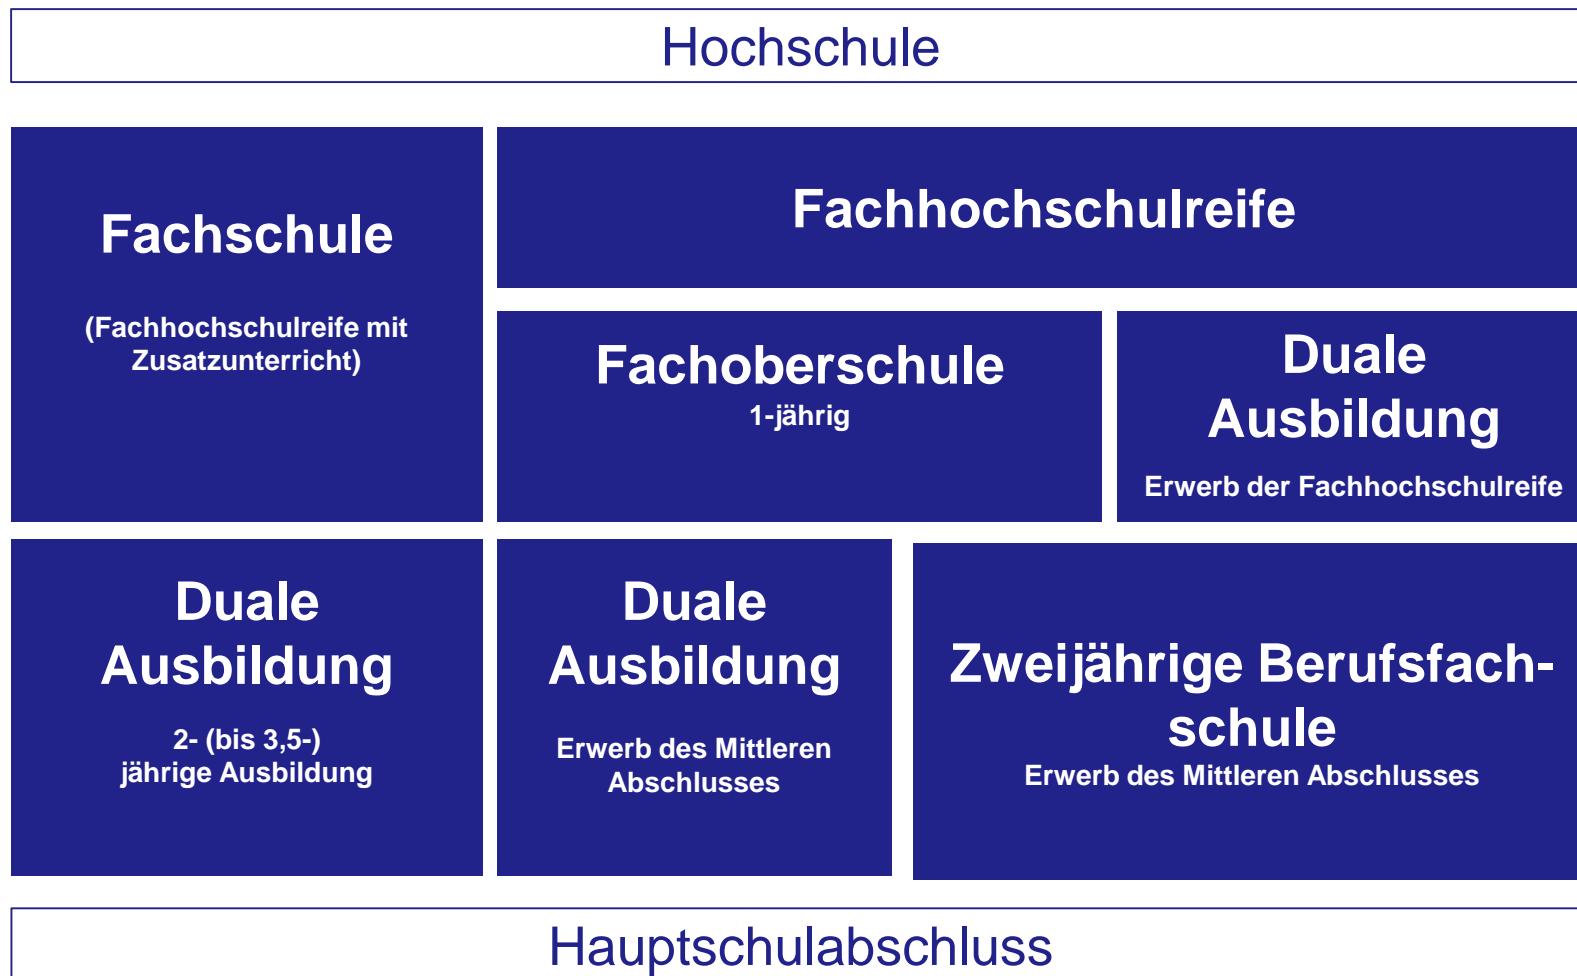 Hochschule
Fachschule
(Fachhochschulreife mit
Zusatzunterricht)
Fachhochschulreife
Fachoberschule
1-jährig
Duale
Ausbildung
Erwerb der Fachhochschulreife
Duale
Ausbildung
2- (bis 3,5-)
jährige Ausbildung
Duale
Ausbildung
Erwerb des Mittleren
Abschlusses
Zweijährige Berufsfach-
schule
Erwerb des Mittleren Abschlusses
Hauptschulabschluss